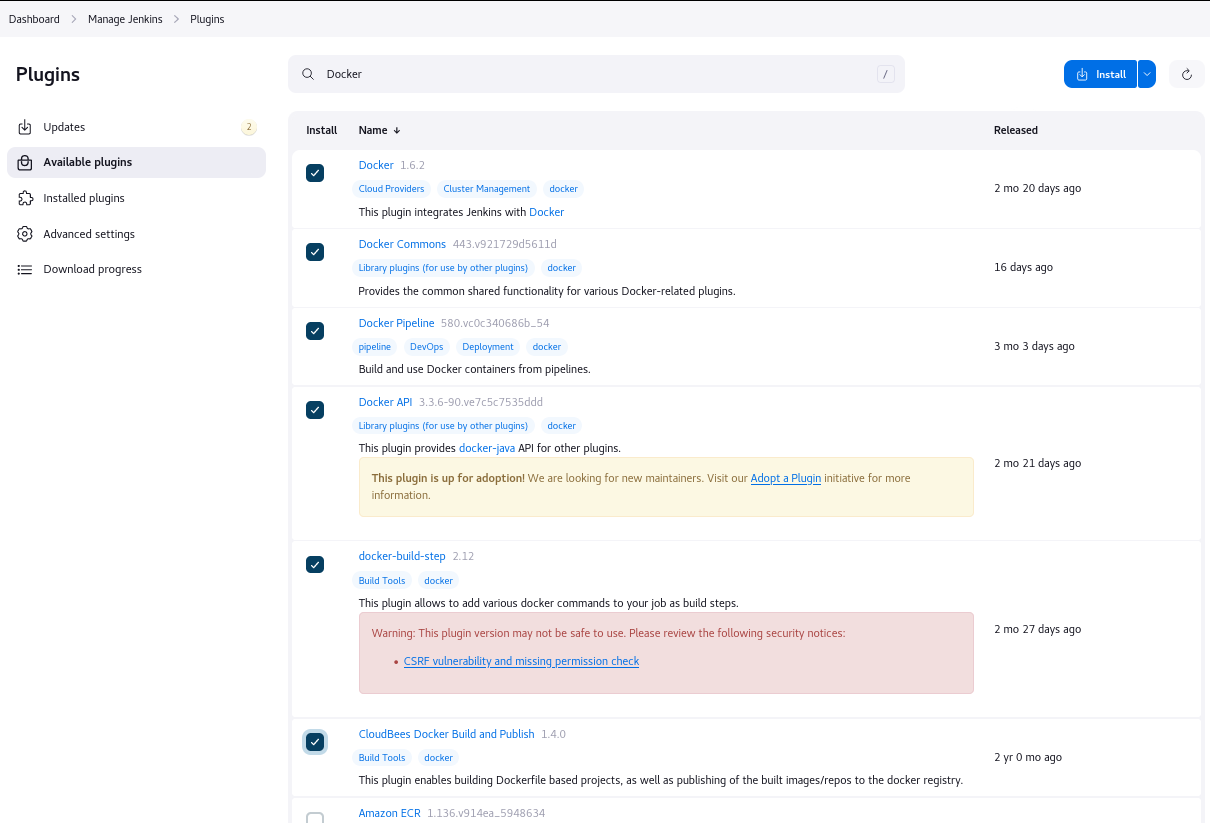 Dashboard > Manage Jenkins > Plugins
Plugins
Docker
/
Install
Updates
2
Available plugins
Installed plugins
Advanced settings
Download progress
Install Name ↓ Released
Docker 1.6.2
Cloud Providers Cluster Management docker
This plugin integrates Jenkins with Docker
2 mo 20 days ago
Docker Commons 443.v921729d5611d
Library plugins (for use by other plugins) docker
Provides the common shared functionality for various Docker-related plugins.
16 days ago
Docker Pipeline 580.vc0c340686b_54
pipeline DevOps Deployment docker
Build and use Docker containers from pipelines.
3 mo 3 days ago
Docker API 3.3.6-90.ve7c5c7535ddd
Library plugins (for use by other plugins) docker
This plugin provides docker-java API for other plugins.
This plugin is up for adoption! We are looking for new maintainers. Visit our Adopt a Plugin initiative for more
information.
2 mo 21 days ago
docker-build-step 2.12
Build Tools docker
This plugin allows to add various docker commands to your job as build steps.
Warning: This plugin version may not be safe to use. Please review the following security notices:
• CSRF vulnerability and missing permission check
2 mo 27 days ago
CloudBees Docker Build and Publish 1.4.0
Build Tools docker
This plugin enables building Dockerfile based projects, as well as publishing of the built images/repos to the docker registry.
2 yr 0 mo ago
Amazon ECR 1.136.v914ea_5948634